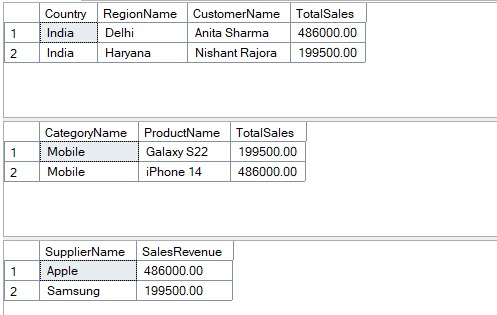 Country RegionName CustomerName TotalSales
1 India Delhi Anita Sharma 486000.00
2 India Haryana Nishant Rajora 199500.00
CategoryName ProductName TotalSales
1 Mobile Galaxy S22 199500.00
2 Mobile iPhone 14 486000.00
SupplierName SalesRevenue
1 Apple 486000.00
2 Samsung 199500.00